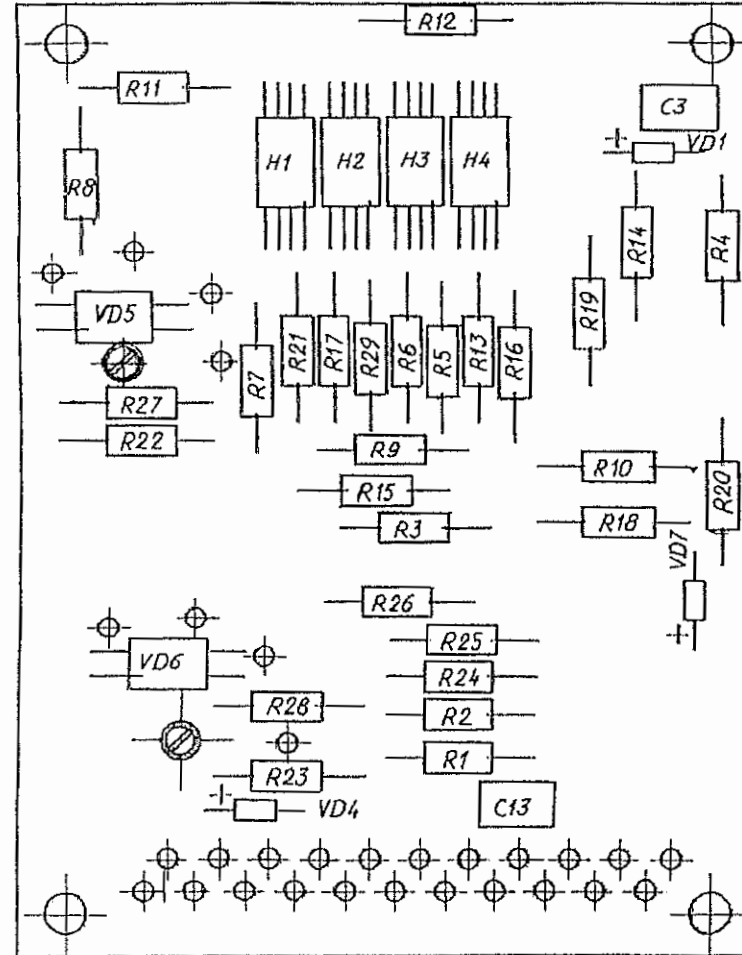 R12
R11
C3
+
VD1
H1 H2 H3 H4
R8
R14
R4
VD5
R19
R21
R17
R29
R6
R5
R13
R16
R7
R27
R22
R9
R10
R15
R20
R3
R18
VD7
+
R26
R25
VD6
R24
R28
R2
R1
R23
+
VD4
C13